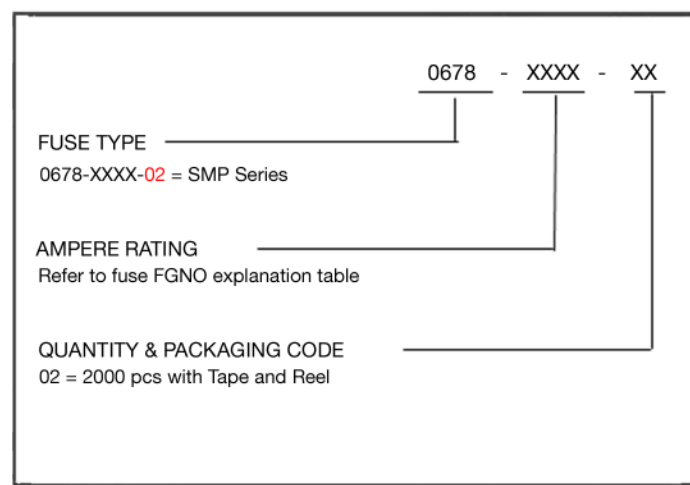 0678 - XXXX - XX
FUSE TYPE
0678-XXXX-02 = SMP Series
AMPERE RATING
Refer to fuse FGNO explanation table
QUANTITY & PACKAGING CODE
02 = 2000 pcs with Tape and Reel